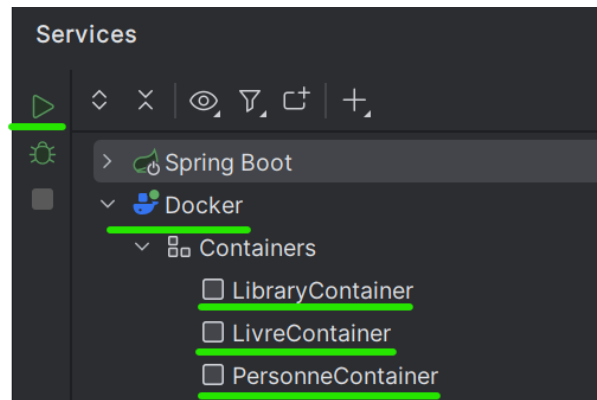 Services
Spring Boot
Docker
Containers
LibraryContainer
LivreContainer
PersonneContainer